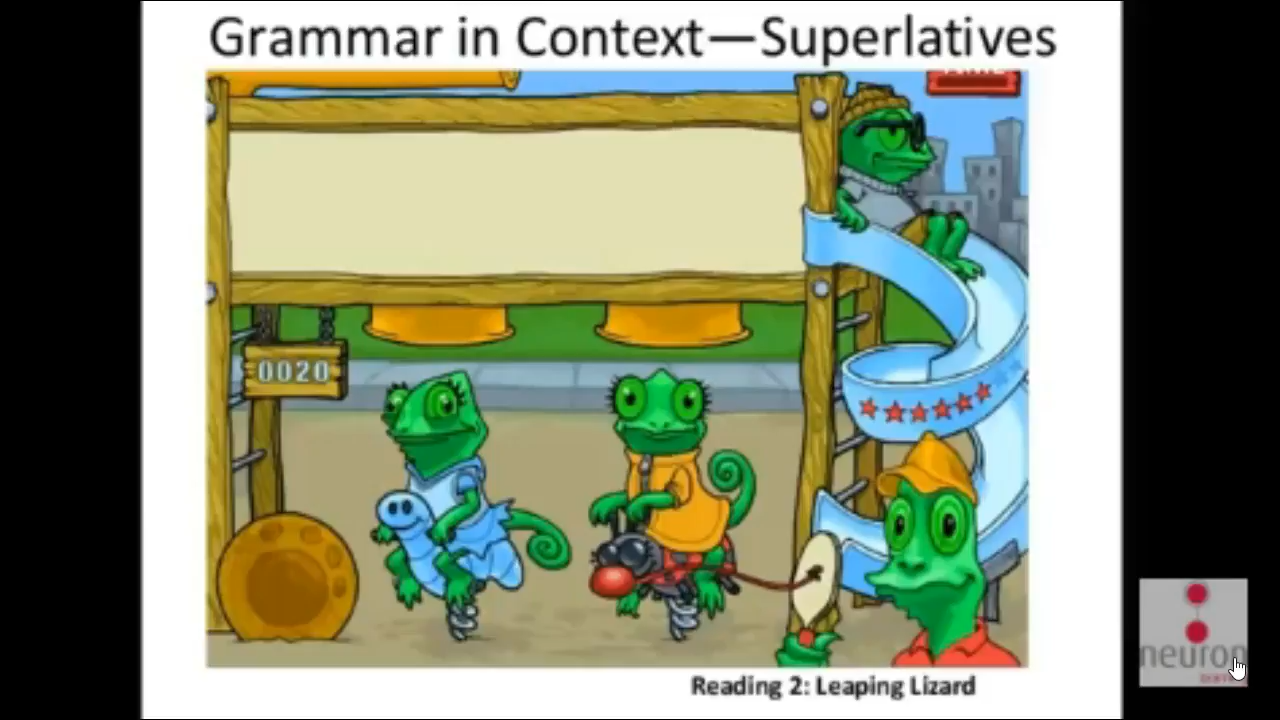 Grammar in Context—Superlatives
0020
Reading 2: Leaping Lizard
neuron